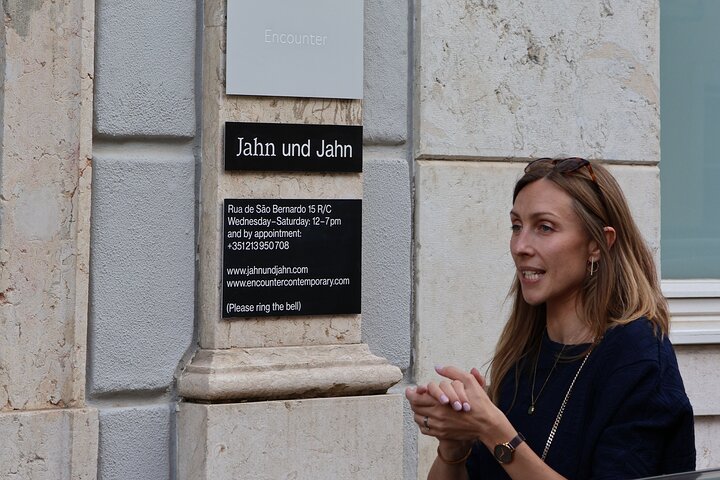 Encounter
Jahn und Jahn
Rua de São Bernardo 15 R/C
Wednesday–Saturday: 12–7pm
and by appointment:
+351213950708
www.jahnundjahn.com
www.encountercontemporary.com
(Please ring the bell)